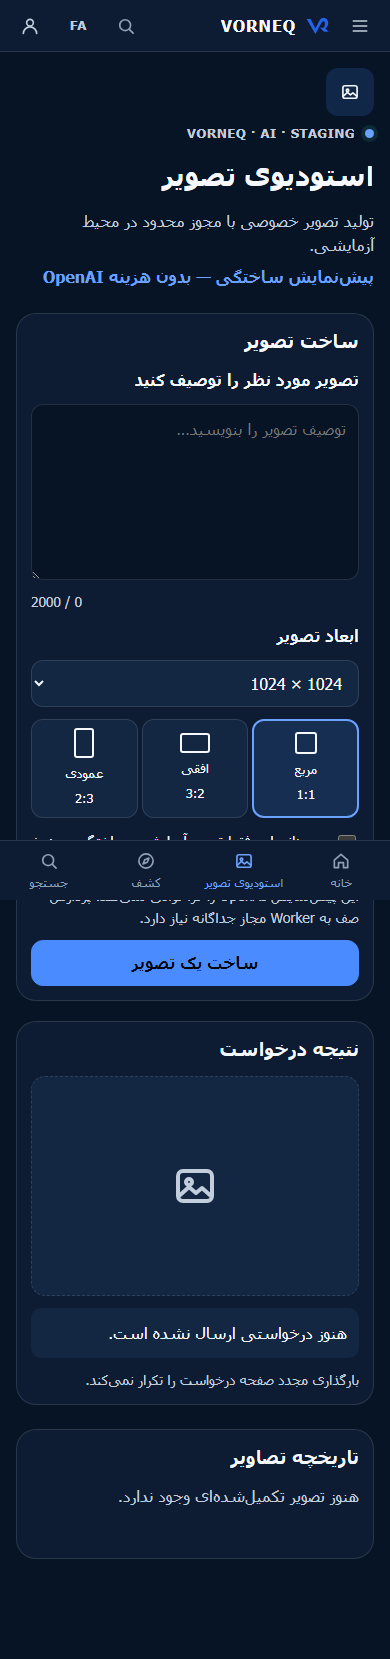 VORNEQ
FA
VORNEQ · AI · STAGING
استودیوی تصویر
تولید تصویر خصوصی با مجوز محدود در محیط
آزمایشی.
پیش‌نمایش ساختگی — بدون هزینه OpenAI
ساخت تصویر
تصویر مورد نظر را توصیف کنید
توصیف تصویر را بنویسید...
2000 / 0
ابعاد تصویر
1024 × 1024
مربع
1:1
افقی
3:2
عمودی
2:3
خانه
استودیوی تصویر
کشف
جستجو
صف به Worker مجاز جداگانه نیاز دارد.
ساخت یک تصویر
نتیجه درخواست
هنوز درخواستی ارسال نشده است.
بارگذاری مجدد صفحه درخواست را تکرار نمی‌کند.
تاریخچه تصاویر
هنوز تصویر تکمیل‌شده‌ای وجود ندارد.